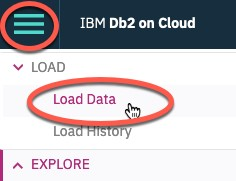 IBM Db2 on Cloud
LOAD
Load Data
Load History
EXPLORE